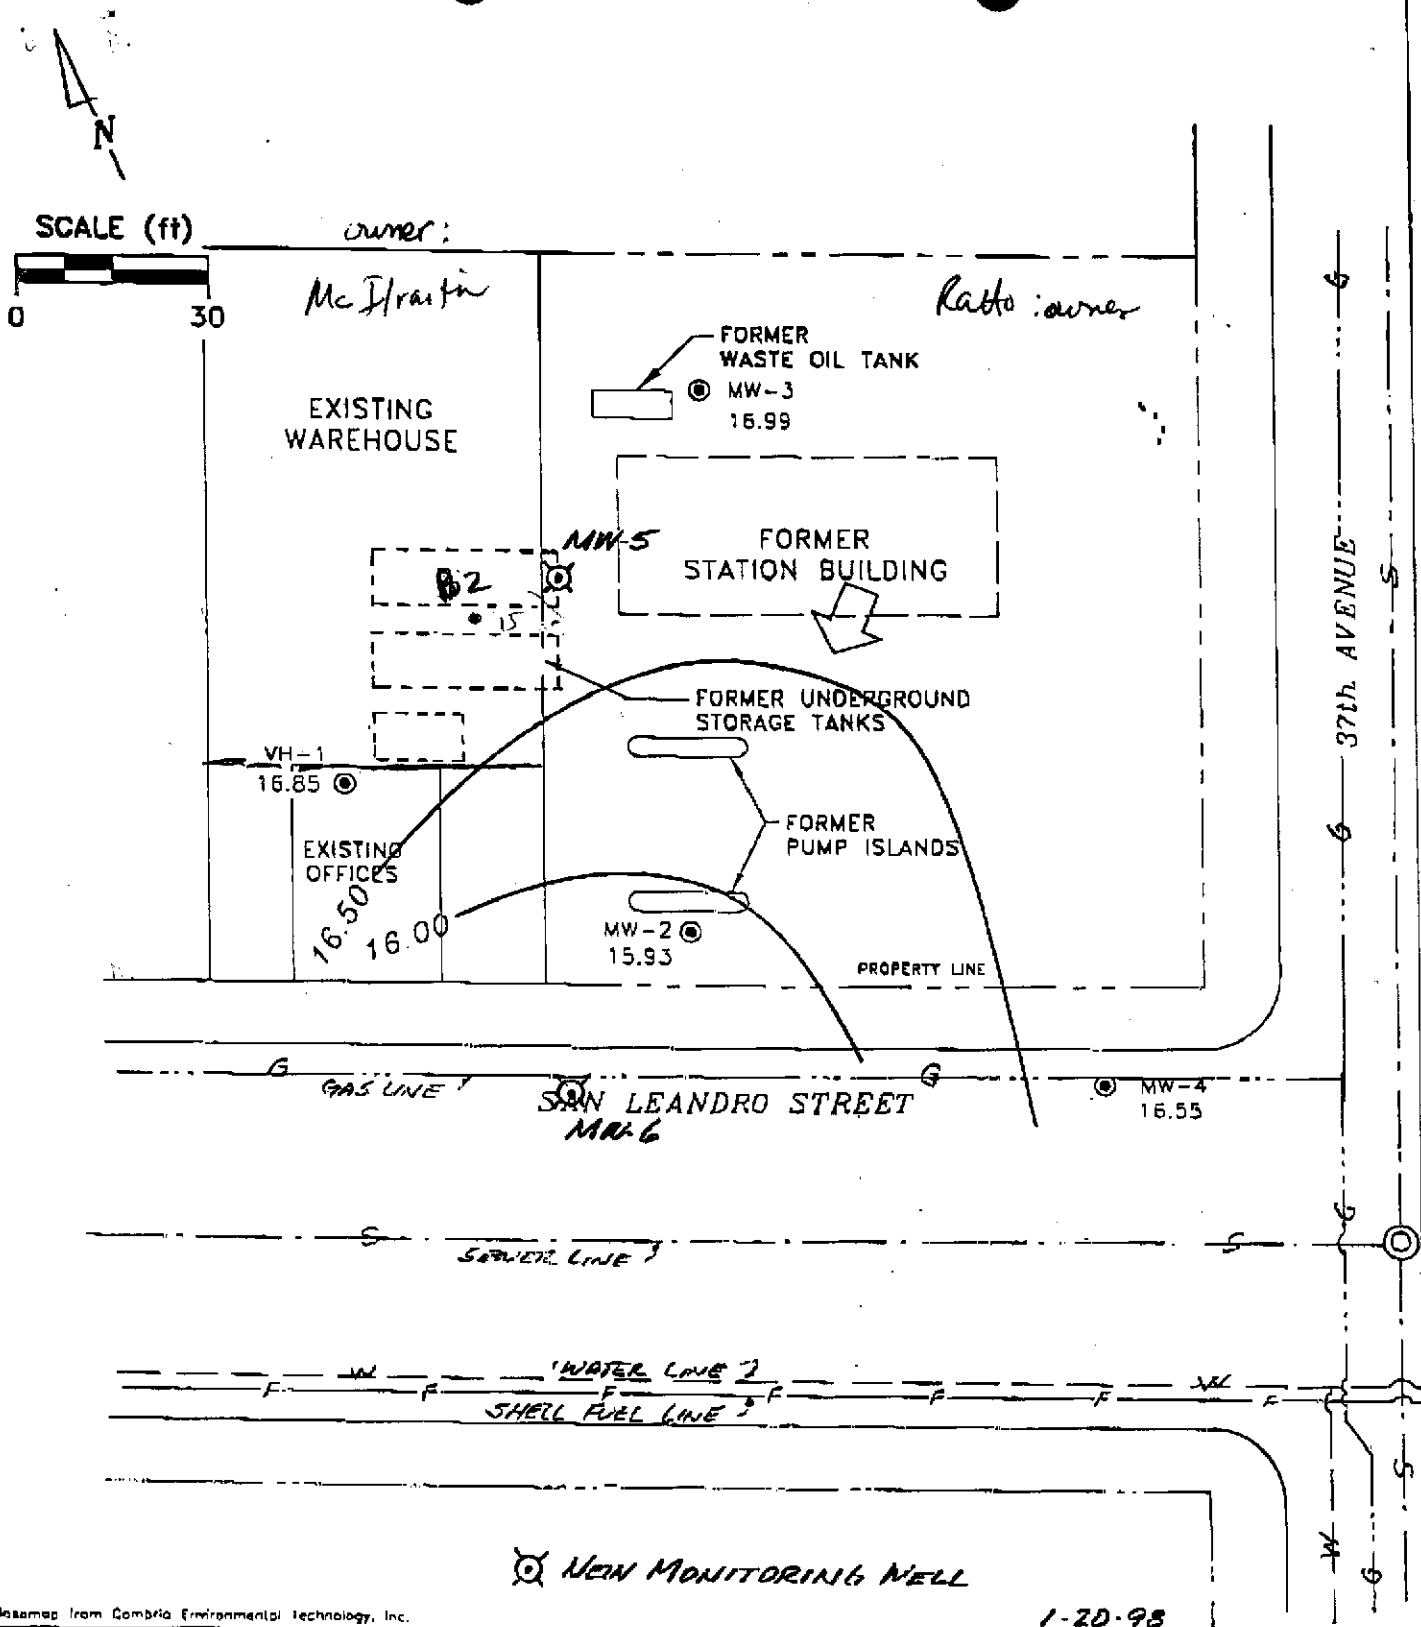 N
SCALE (ft)
0 30
owner:
Ratto : owner
FORMER
WASTE OIL TANK
MW-3
16.99
EXISTING
WAREHOUSE
MW-5
B2
15
FORMER
STATION BUILDING
FORMER UNDERGROUND
STORAGE TANKS
VH-1
16.85
FORMER
PUMP ISLANDS
EXISTING
OFFICES
16.50
16.00
MW-2
15.93
PROPERTY LINE
37th AVENUE
G
G
S
G
GAS LINE
G
SAN LEANDRO STREET
MW-6
MW-4
16.55
G
S
SEWER LINE
S
W
WATER LINE
W
F F F F F F F
SHELL FUEL LINE
S
W
G
NEW MONITORING WELL
Basemap from Cambria Environmental Technology, Inc.
1-20-98